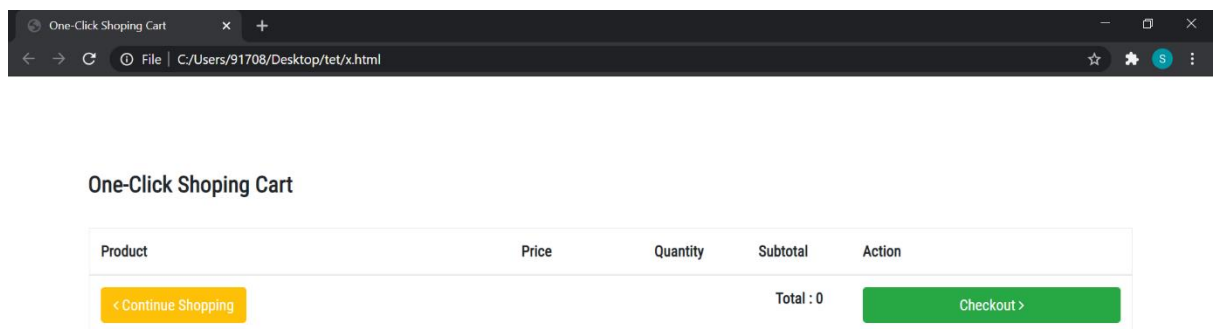 One-Click Shoping Cart
File | C:/Users/91708/Desktop/tet/x.html
S
One-Click Shoping Cart
Product Price Quantity Subtotal Action
< Continue Shopping Total : 0 Checkout >